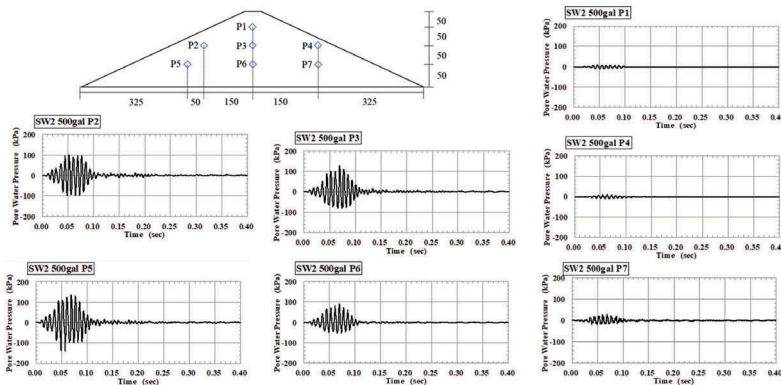 P1
P2
P3
P4
P5
P6
P7
50
50
50
50
325
50
150
150
325
SW2 500gal P1
Pore Water Pressure (kPa)
200
100
0
-100
-200
0.00 0.05 0.10 0.15 0.20 0.25 0.30 0.35 0.40
Time (sec)
SW2 500gal P2
Pore Water Pressure (kPa)
200
100
0
-100
-200
0.00 0.05 0.10 0.15 0.20 0.25 0.30 0.35 0.40
Time (sec)
SW2 500gal P3
Pore Water Pressure (kPa)
200
100
0
-100
-200
0.00 0.05 0.10 0.15 0.20 0.25 0.30 0.35 0.40
Time (sec)
SW2 500gal P4
Pore Water Pressure (kPa)
200
100
0
-100
-200
0.00 0.05 0.10 0.15 0.20 0.25 0.30 0.35 0.40
Time (sec)
SW2 500gal P5
Pore Water Pressure (kPa)
200
100
0
-100
-200
0.00 0.05 0.10 0.15 0.20 0.25 0.30 0.35 0.40
Time (sec)
SW2 500gal P6
Pore Water Pressure (kPa)
200
100
0
-100
-200
0.00 0.05 0.10 0.15 0.20 0.25 0.30 0.35 0.40
Time (sec)
SW2 500gal P7
Pore Water Pressure (kPa)
200
100
0
-100
-200
0.00 0.05 0.10 0.15 0.20 0.25 0.30 0.35 0.40
Time (sec)